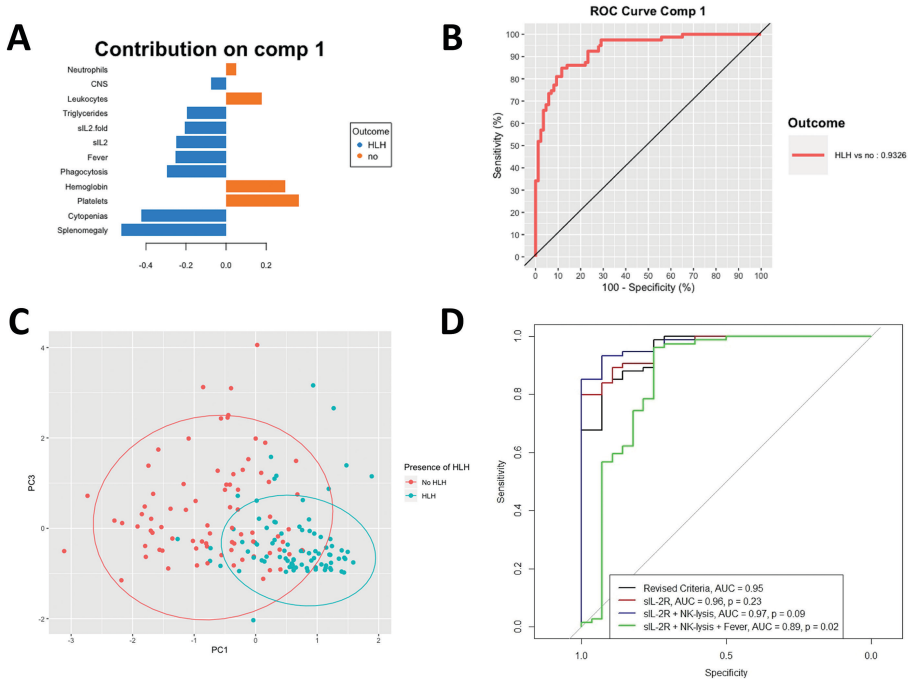 A
Contribution on comp 1
Neutrophils
CNS
Leukocytes
Triglycerides
sIL2.fold
sIL2
Fever
Phagocytosis
Hemoglobin
Platelets
Cytopenias
Splenomegaly
-0.4 -0.2 0.0 0.2
Outcome
HLH
no
B
ROC Curve Comp 1
Sensitivity (%)
100
90
80
70
60
50
40
30
20
10
0
0 10 20 30 40 50 60 70 80 90 100
100 - Specificity (%)
Outcome
HLH vs no : 0.9326
C
PC3
4
2
0
-2
-3 -2 -1 0 1 2
PC1
Presence of HLH
No HLH
HLH
D
Sensitivity
1.0
0.8
0.6
0.4
0.2
0.0
Revised Criteria, AUC = 0.95
sIL-2R, AUC = 0.96, p = 0.23
sIL-2R + NK-lysis, AUC = 0.97, p = 0.09
sIL-2R + NK-lysis + Fever, AUC = 0.89, p = 0.02
1.0 0.5 0.0
Specificity